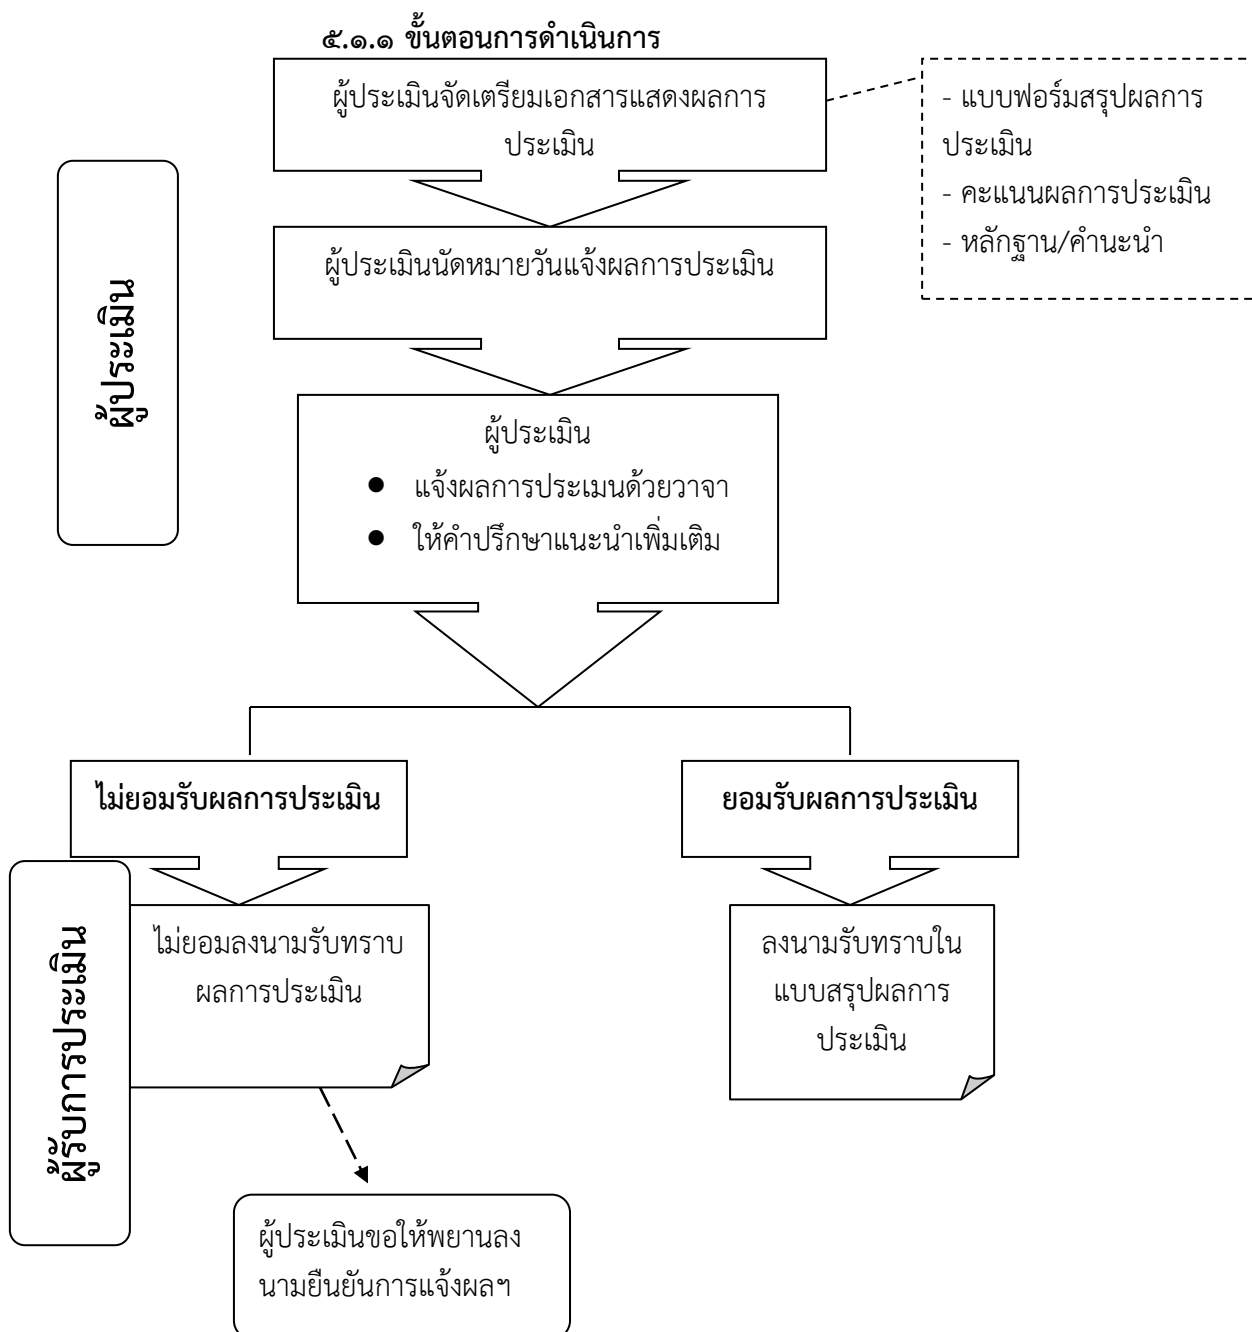 ๕.๑.๑ ขั้นตอนการดำเนินการ
ผู้ประเมินจัดเตรียมเอกสารแสดงผลการ
ประเมิน
- แบบฟอร์มสรุปผลการ
ประเมิน
- คะแนนผลการประเมิน
- หลักฐาน/คำนะนำ
ผู้ประเมินนัดหมายวันแจ้งผลการประเมิน
ผู้ประเมิน
ผู้ประเมิน
● แจ้งผลการประเมนด้วยวาจา
● ให้คำปรึกษาแนะนำเพิ่มเติม
ไม่ยอมรับผลการประเมิน
ยอมรับผลการประเมิน
ผู้รับการประเมิน
ไม่ยอมลงนามรับทราบ
ผลการประเมิน
ลงนามรับทราบใน
แบบสรุปผลการ
ประเมิน
ผู้ประเมินขอให้พยานลง
นามยืนยันการแจ้งผลฯ